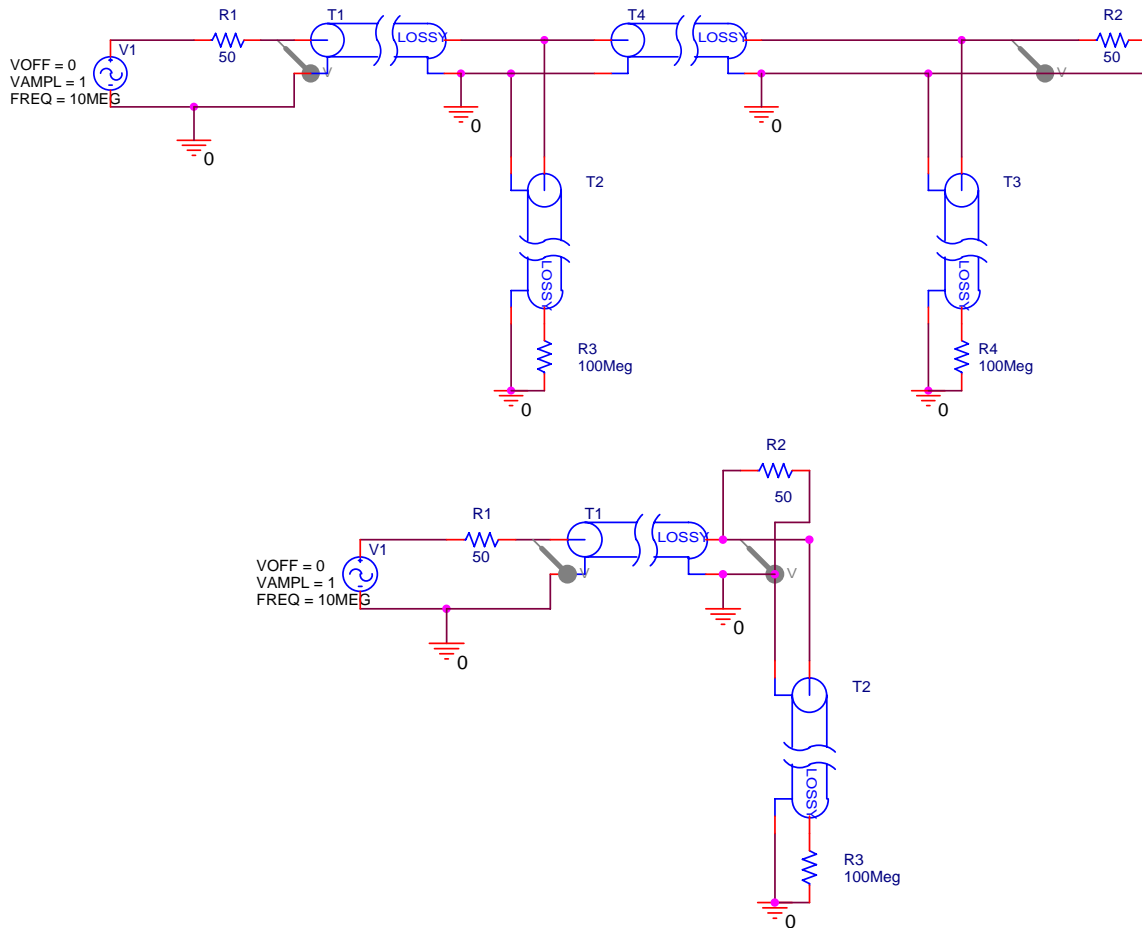 R1
50
T1
LOSSY
T4
LOSSY
R2
50
V1
VOFF = 0
VAMPL = 1
FREQ = 10MEG
V
V
0
0
0
T2
LOSSY
T3
LOSSY
R3
100Meg
R4
100Meg
0
0
R2
50
R1
50
T1
LOSSY
V1
VOFF = 0
VAMPL = 1
FREQ = 10MEG
V
V
0
0
T2
LOSSY
R3
100Meg
0